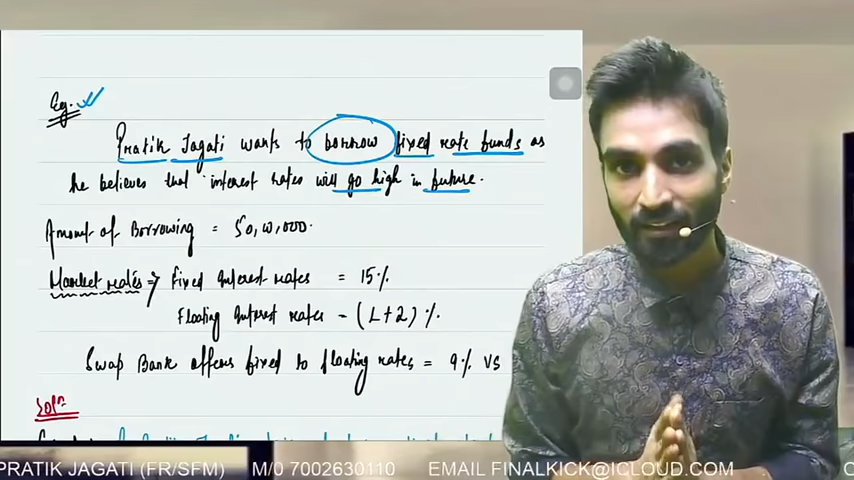 Eg.
Pratik Jagati wants to borrow fixed rate funds as
he believes that interest rates will go high in future.
Amount of Borrowing = 50,00,000.
Market rates ⇒ Fixed Interest rates = 15%
Floating Interest rates = (L+2)%.
Swap Bank offers fixed to floating rates = 9% VS
Solⁿ
PRATIK JAGATI (FR/SFM) M/0 7002630110 EMAIL FINALKICK@ICLOUD.COM